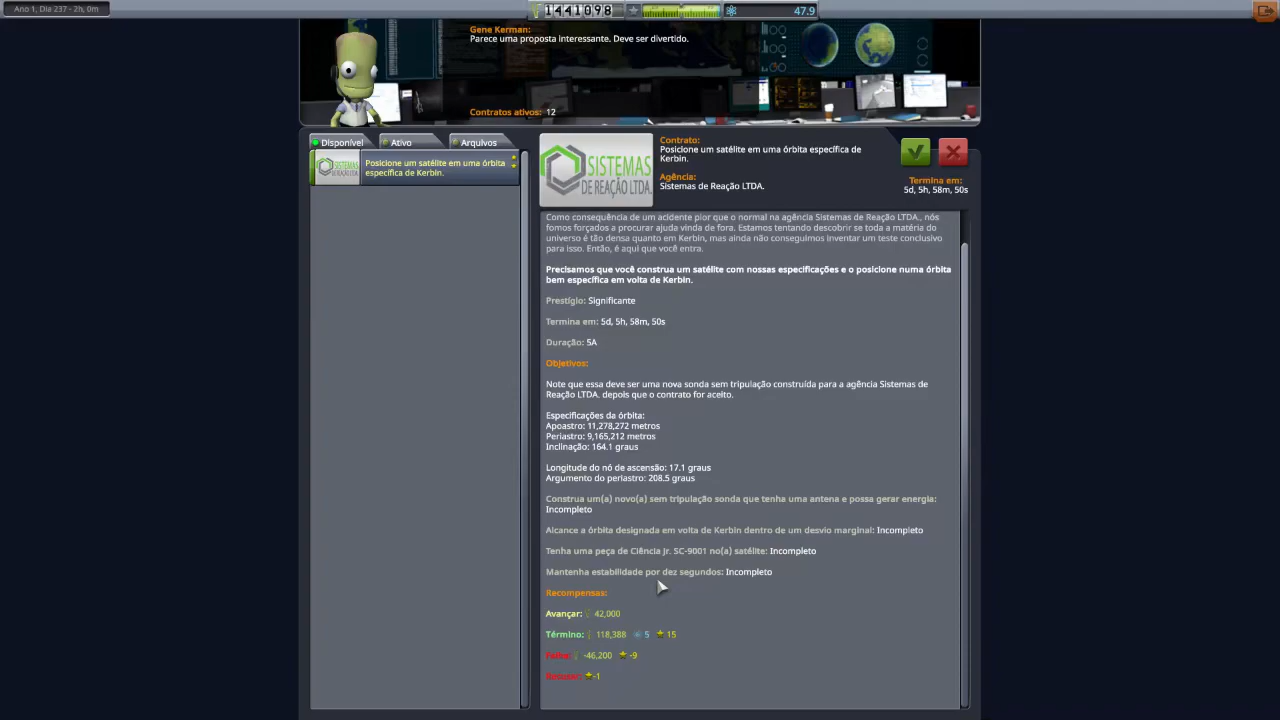 Ano 1, Dia 237 - 2h, 0m
1441098
47.9
Gene Kerman:
Parece uma proposta interessante. Deve ser divertido.
Contratos ativos: 12
Disponível
Ativo
Arquivos
Posicione um satélite em uma órbita
específica de Kerbin.
SISTEMAS
DE REAÇÃO LTDA.
Contrato:
Posicione um satélite em uma órbita específica de
Kerbin.
Agência:
Sistemas de Reação LTDA.
Termina em:
5d, 5h, 58m, 50s
Como consequência de um acidente pior que o normal na agência Sistemas de Reação LTDA., nós
fomos forçados a procurar ajuda vinda de fora. Estamos tentando descobrir se toda a matéria do
universo é tão densa quanto em Kerbin, mas ainda não conseguimos inventar um teste conclusivo
para isso. Então, é aqui que você entra.
Precisamos que você construa um satélite com nossas especificações e o posicione numa órbita
bem específica em volta de Kerbin.
Prestígio: Significante
Termina em: 5d, 5h, 58m, 50s
Duração: 5A
Objetivos:
Note que essa deve ser uma nova sonda sem tripulação construída para a agência Sistemas de
Reação LTDA. depois que o contrato for aceito.
Especificações da órbita:
Apoastro: 11,278,272 metros
Periastro: 9,165,212 metros
Inclinação: 164.1 graus
Longitude do nó de ascensão: 17.1 graus
Argumento do periastro: 208.5 graus
Construa um(a) novo(a) sem tripulação sonda que tenha uma antena e possa gerar energia:
Incompleto
Alcance a órbita designada em volta de Kerbin dentro de um desvio marginal: Incompleto
Tenha uma peça de Ciência Jr. SC-9001 no(a) satélite: Incompleto
Mantenha estabilidade por dez segundos: Incompleto
Recompensas:
Avançar: 42,000
Término: 118,388 5 15
-46,200 -9
-1